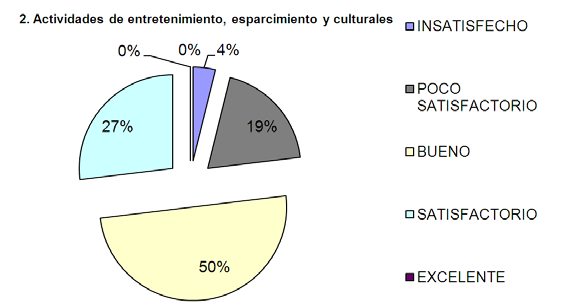 2. Actividades de entretenimiento, esparcimiento y culturales
0%
0%
4%
27%
19%
50%
INSATISFECHO
POCO
SATISFACTORIO
BUENO
SATISFACTORIO
EXCELENTE